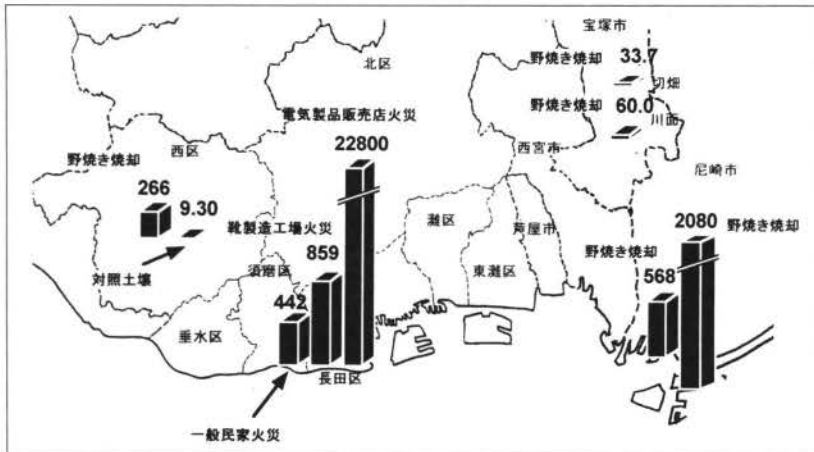 宝塚市
野焼き焼却
33.7
切畑
北区
野焼き焼却
60.0
川面
電気製品販売店火災
22800
西宮市
尼崎市
野焼き焼却
西区
266
9.30
靴製造工場火災
859
対照土壌
須磨区
442
灘区
芦屋市
東灘区
野焼き焼却
568
2080
野焼き焼却
垂水区
長田区
一般民家火災